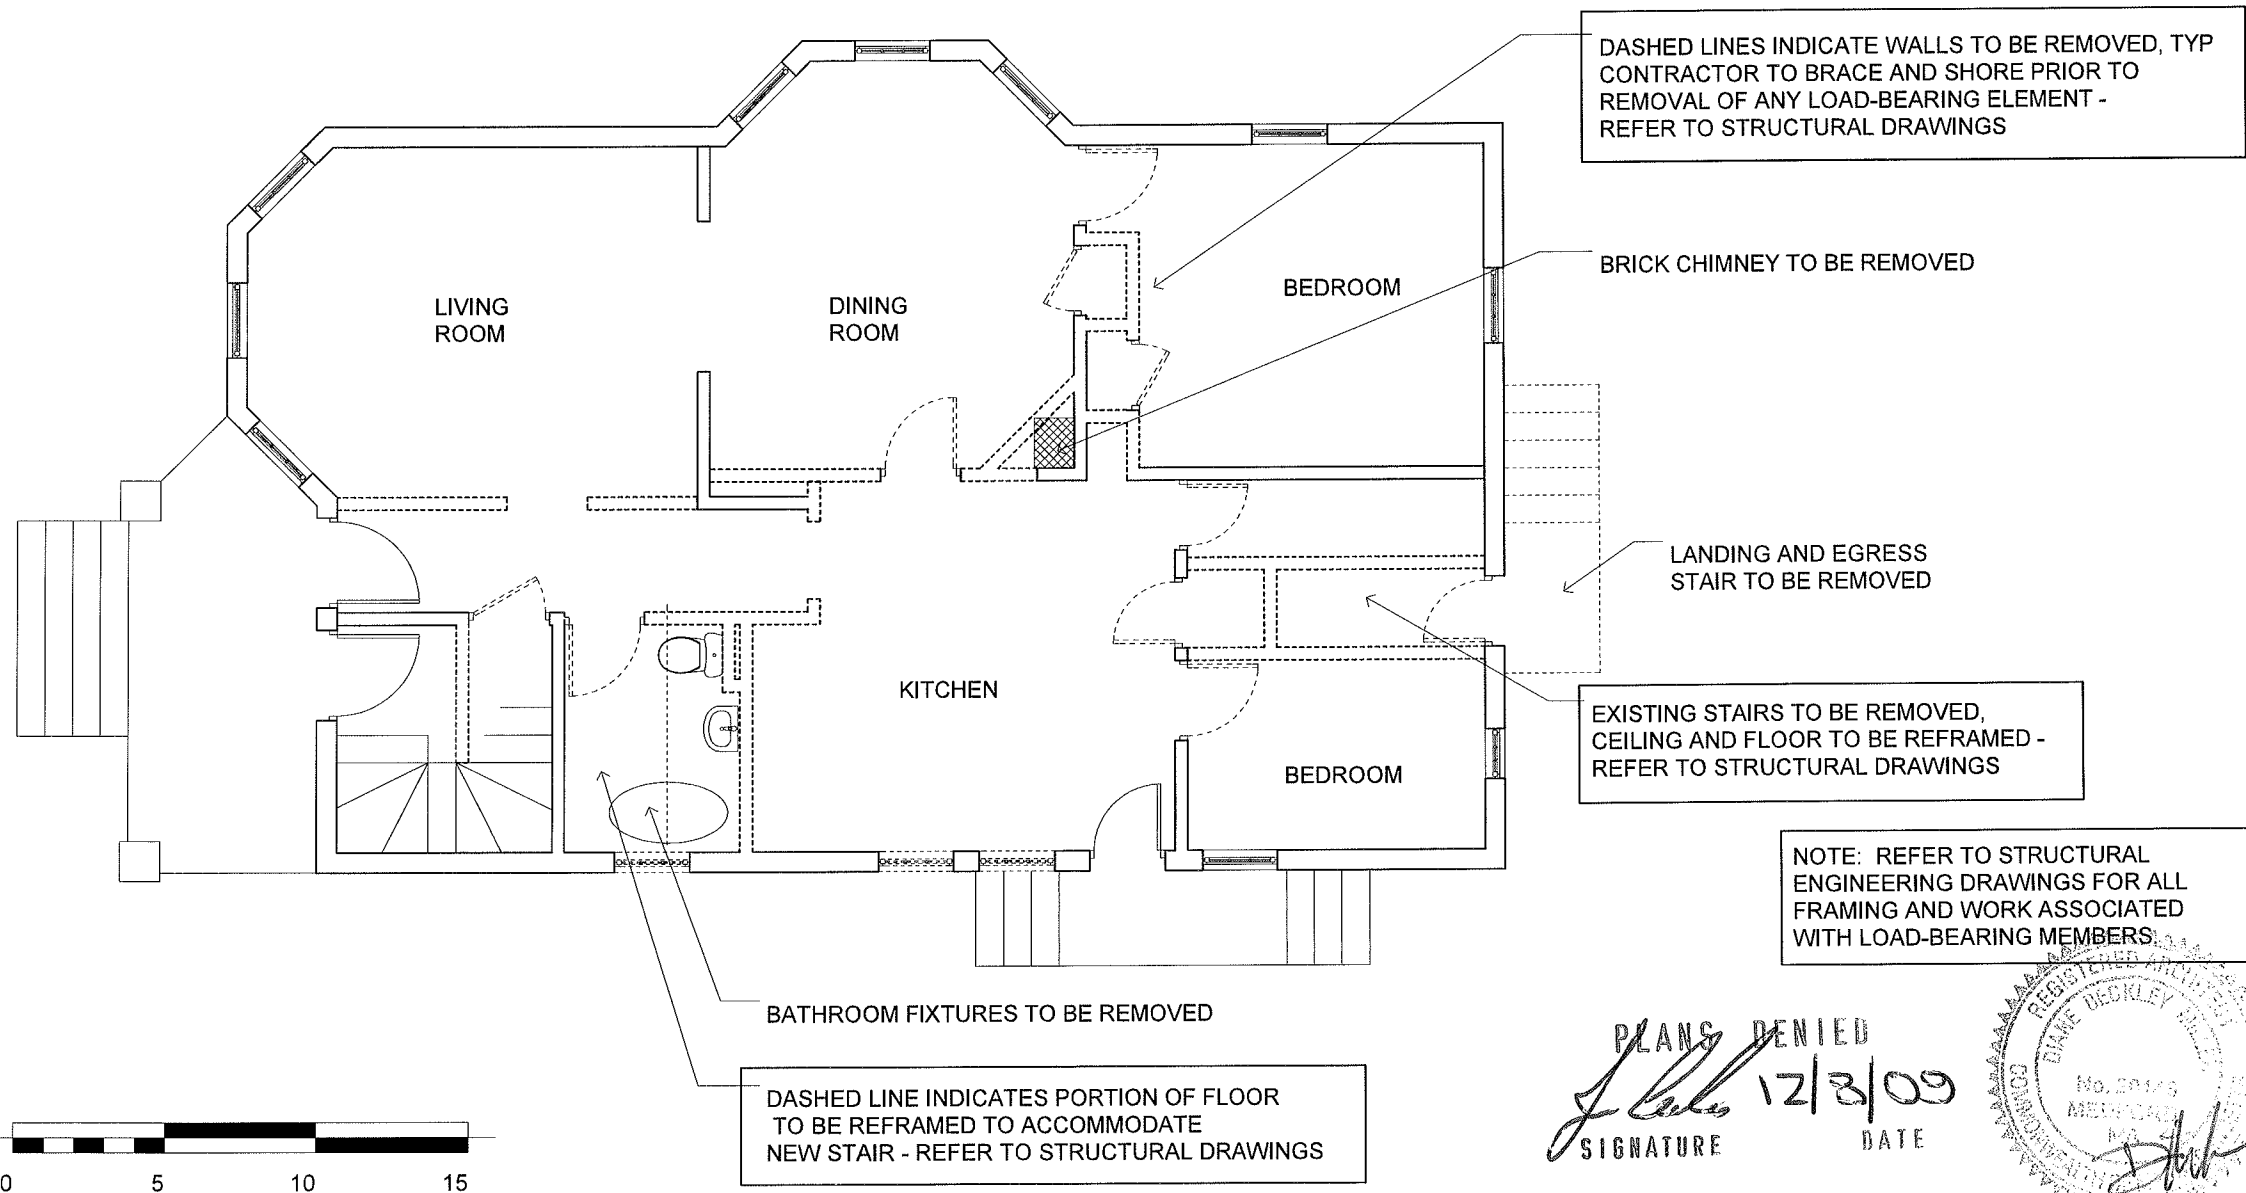 DASHED LINES INDICATE WALLS TO BE REMOVED, TYP
CONTRACTOR TO BRACE AND SHORE PRIOR TO
REMOVAL OF ANY LOAD-BEARING ELEMENT -
REFER TO STRUCTURAL DRAWINGS
BRICK CHIMNEY TO BE REMOVED
LIVING
ROOM
DINING
ROOM
BEDROOM
LANDING AND EGRESS
STAIR TO BE REMOVED
KITCHEN
BEDROOM
EXISTING STAIRS TO BE REMOVED,
CEILING AND FLOOR TO BE REFRAMED -
REFER TO STRUCTURAL DRAWINGS
NOTE: REFER TO STRUCTURAL
ENGINEERING DRAWINGS FOR ALL
FRAMING AND WORK ASSOCIATED
WITH LOAD-BEARING MEMBERS.
BATHROOM FIXTURES TO BE REMOVED
DASHED LINE INDICATES PORTION OF FLOOR
TO BE REFRAMED TO ACCOMMODATE
NEW STAIR - REFER TO STRUCTURAL DRAWINGS
0 5 10 15
PLANS DENIED
12/3/09
SIGNATURE DATE
REGISTERED ARCHITECT
DIANE BECKLEY
MEDFORD